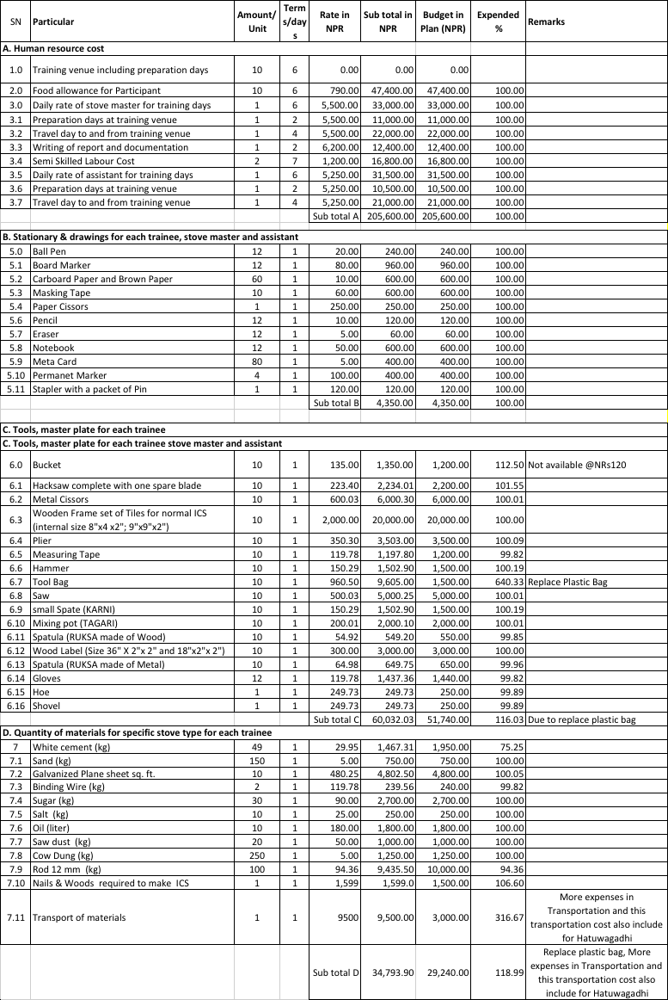 SN Particular Amount/ Unit Term s/day s Rate in NPR Sub total in NPR Budget in Plan (NPR) Expended % Remarks
A. Human resource cost
1.0 Training venue including preparation days 10 6 0.00 0.00 0.00
2.0 Food allowance for Participant 10 6 790.00 47,400.00 47,400.00 100.00
3.0 Daily rate of stove master for training days 1 6 5,500.00 33,000.00 33,000.00 100.00
3.1 Preparation days at training venue 1 2 5,500.00 11,000.00 11,000.00 100.00
3.2 Travel day to and from training venue 1 4 5,500.00 22,000.00 22,000.00 100.00
3.3 Writing of report and documentation 1 2 6,200.00 12,400.00 12,400.00 100.00
3.4 Semi Skilled Labour Cost 2 7 1,200.00 16,800.00 16,800.00 100.00
3.5 Daily rate of assistant for training days 1 6 5,250.00 31,500.00 31,500.00 100.00
3.6 Preparation days at training venue 1 2 5,250.00 10,500.00 10,500.00 100.00
3.7 Travel day to and from training venue 1 4 5,250.00 21,000.00 21,000.00 100.00
Sub total A 205,600.00 205,600.00 100.00
B. Stationary & drawings for each trainee, stove master and assistant
5.0 Ball Pen 12 1 20.00 240.00 240.00 100.00
5.1 Board Marker 12 1 80.00 960.00 960.00 100.00
5.2 Carboard Paper and Brown Paper 60 1 10.00 600.00 600.00 100.00
5.3 Masking Tape 10 1 60.00 600.00 600.00 100.00
5.4 Paper Cissors 1 1 250.00 250.00 250.00 100.00
5.6 Pencil 12 1 10.00 120.00 120.00 100.00
5.7 Eraser 12 1 5.00 60.00 60.00 100.00
5.8 Notebook 12 1 50.00 600.00 600.00 100.00
5.9 Meta Card 80 1 5.00 400.00 400.00 100.00
5.10 Permanet Marker 4 1 100.00 400.00 400.00 100.00
5.11 Stapler with a packet of Pin 1 1 120.00 120.00 120.00 100.00
Sub total B 4,350.00 4,350.00 100.00
C. Tools, master plate for each trainee
C. Tools, master plate for each trainee stove master and assistant
6.0 Bucket 10 1 135.00 1,350.00 1,200.00 112.50 Not available @NRs120
6.1 Hacksaw complete with one spare blade 10 1 223.40 2,234.01 2,200.00 101.55
6.2 Metal Cissors 10 1 600.03 6,000.30 6,000.00 100.01
6.3 Wooden Frame set of Tiles for normal ICS (internal size 8"x4 x2"; 9"x9"x2") 10 1 2,000.00 20,000.00 20,000.00 100.00
6.4 Plier 10 1 350.30 3,503.00 3,500.00 100.09
6.5 Measuring Tape 10 1 119.78 1,197.80 1,200.00 99.82
6.6 Hammer 10 1 150.29 1,502.90 1,500.00 100.19
6.7 Tool Bag 10 1 960.50 9,605.00 1,500.00 640.33 Replace Plastic Bag
6.8 Saw 10 1 500.03 5,000.25 5,000.00 100.01
6.9 small Spate (KARNI) 10 1 150.29 1,502.90 1,500.00 100.19
6.10 Mixing pot (TAGARI) 10 1 200.01 2,000.10 2,000.00 100.01
6.11 Spatula (RUKSA made of Wood) 10 1 54.92 549.20 550.00 99.85
6.12 Wood Label (Size 36" X 2"x 2" and 18"x2"x 2") 10 1 300.00 3,000.00 3,000.00 100.00
6.13 Spatula (RUKSA made of Metal) 10 1 64.98 649.75 650.00 99.96
6.14 Gloves 12 1 119.78 1,437.36 1,440.00 99.82
6.15 Hoe 1 1 249.73 249.73 250.00 99.89
6.16 Shovel 1 1 249.73 249.73 250.00 99.89
Sub total C 60,032.03 51,740.00 116.03 Due to replace plastic bag
D. Quantity of materials for specific stove type for each trainee
7 White cement (kg) 49 1 29.95 1,467.31 1,950.00 75.25
7.1 Sand (kg) 150 1 5.00 750.00 750.00 100.00
7.2 Galvanized Plane sheet sq. ft. 10 1 480.25 4,802.50 4,800.00 100.05
7.3 Binding Wire (kg) 2 1 119.78 239.56 240.00 99.82
7.4 Sugar (kg) 30 1 90.00 2,700.00 2,700.00 100.00
7.5 Salt (kg) 10 1 25.00 250.00 250.00 100.00
7.6 Oil (liter) 10 1 180.00 1,800.00 1,800.00 100.00
7.7 Saw dust (kg) 20 1 50.00 1,000.00 1,000.00 100.00
7.8 Cow Dung (kg) 250 1 5.00 1,250.00 1,250.00 100.00
7.9 Rod 12 mm (kg) 100 1 94.36 9,435.50 10,000.00 94.36
7.10 Nails & Woods required to make ICS 1 1 1,599 1,599.0 1,500.00 106.60
7.11 Transport of materials 1 1 9500 9,500.00 3,000.00 316.67 More expenses in Transportation and this transportation cost also include for Hatuwagadhi
Sub total D 34,793.90 29,240.00 118.99 Replace plastic bag, More expenses in Transportation and this transportation cost also include for Hatuwagadhi